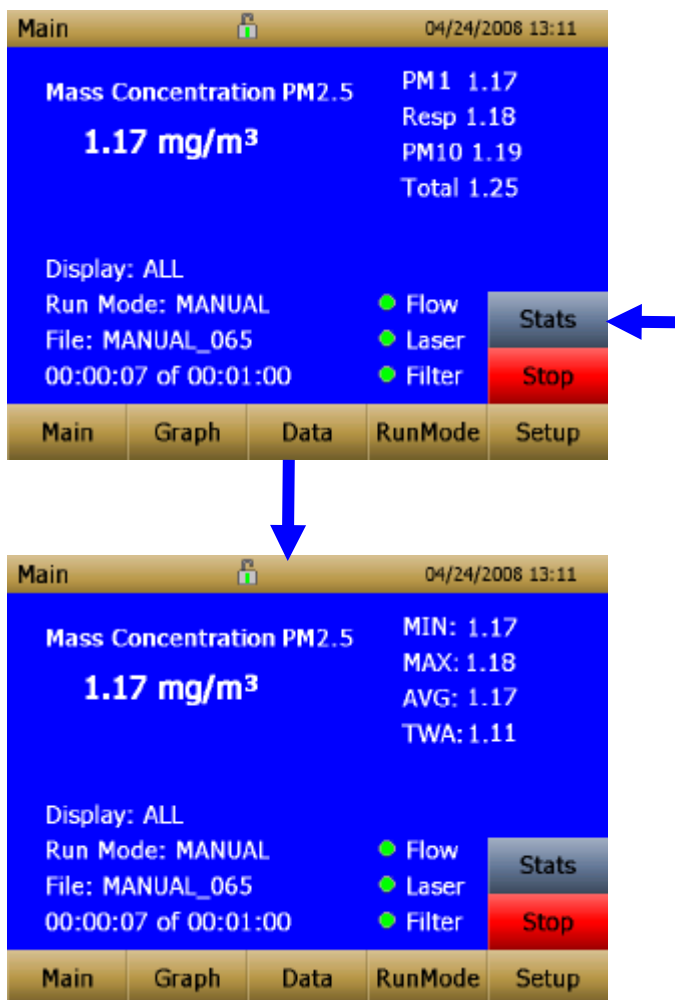 Main 04/24/2008 13:11
Mass Concentration PM2.5
1.17 mg/m³
PM1 1.17
Resp 1.18
PM10 1.19
Total 1.25
Display: ALL
Run Mode: MANUAL
File: MANUAL_065
00:00:07 of 00:01:00
Flow
Laser
Filter
Stats
Stop
Main Graph Data RunMode Setup
Main 04/24/2008 13:11
Mass Concentration PM2.5
1.17 mg/m³
MIN: 1.17
MAX: 1.18
AVG: 1.17
TWA: 1.11
Display: ALL
Run Mode: MANUAL
File: MANUAL_065
00:00:07 of 00:01:00
Flow
Laser
Filter
Stats
Stop
Main Graph Data RunMode Setup